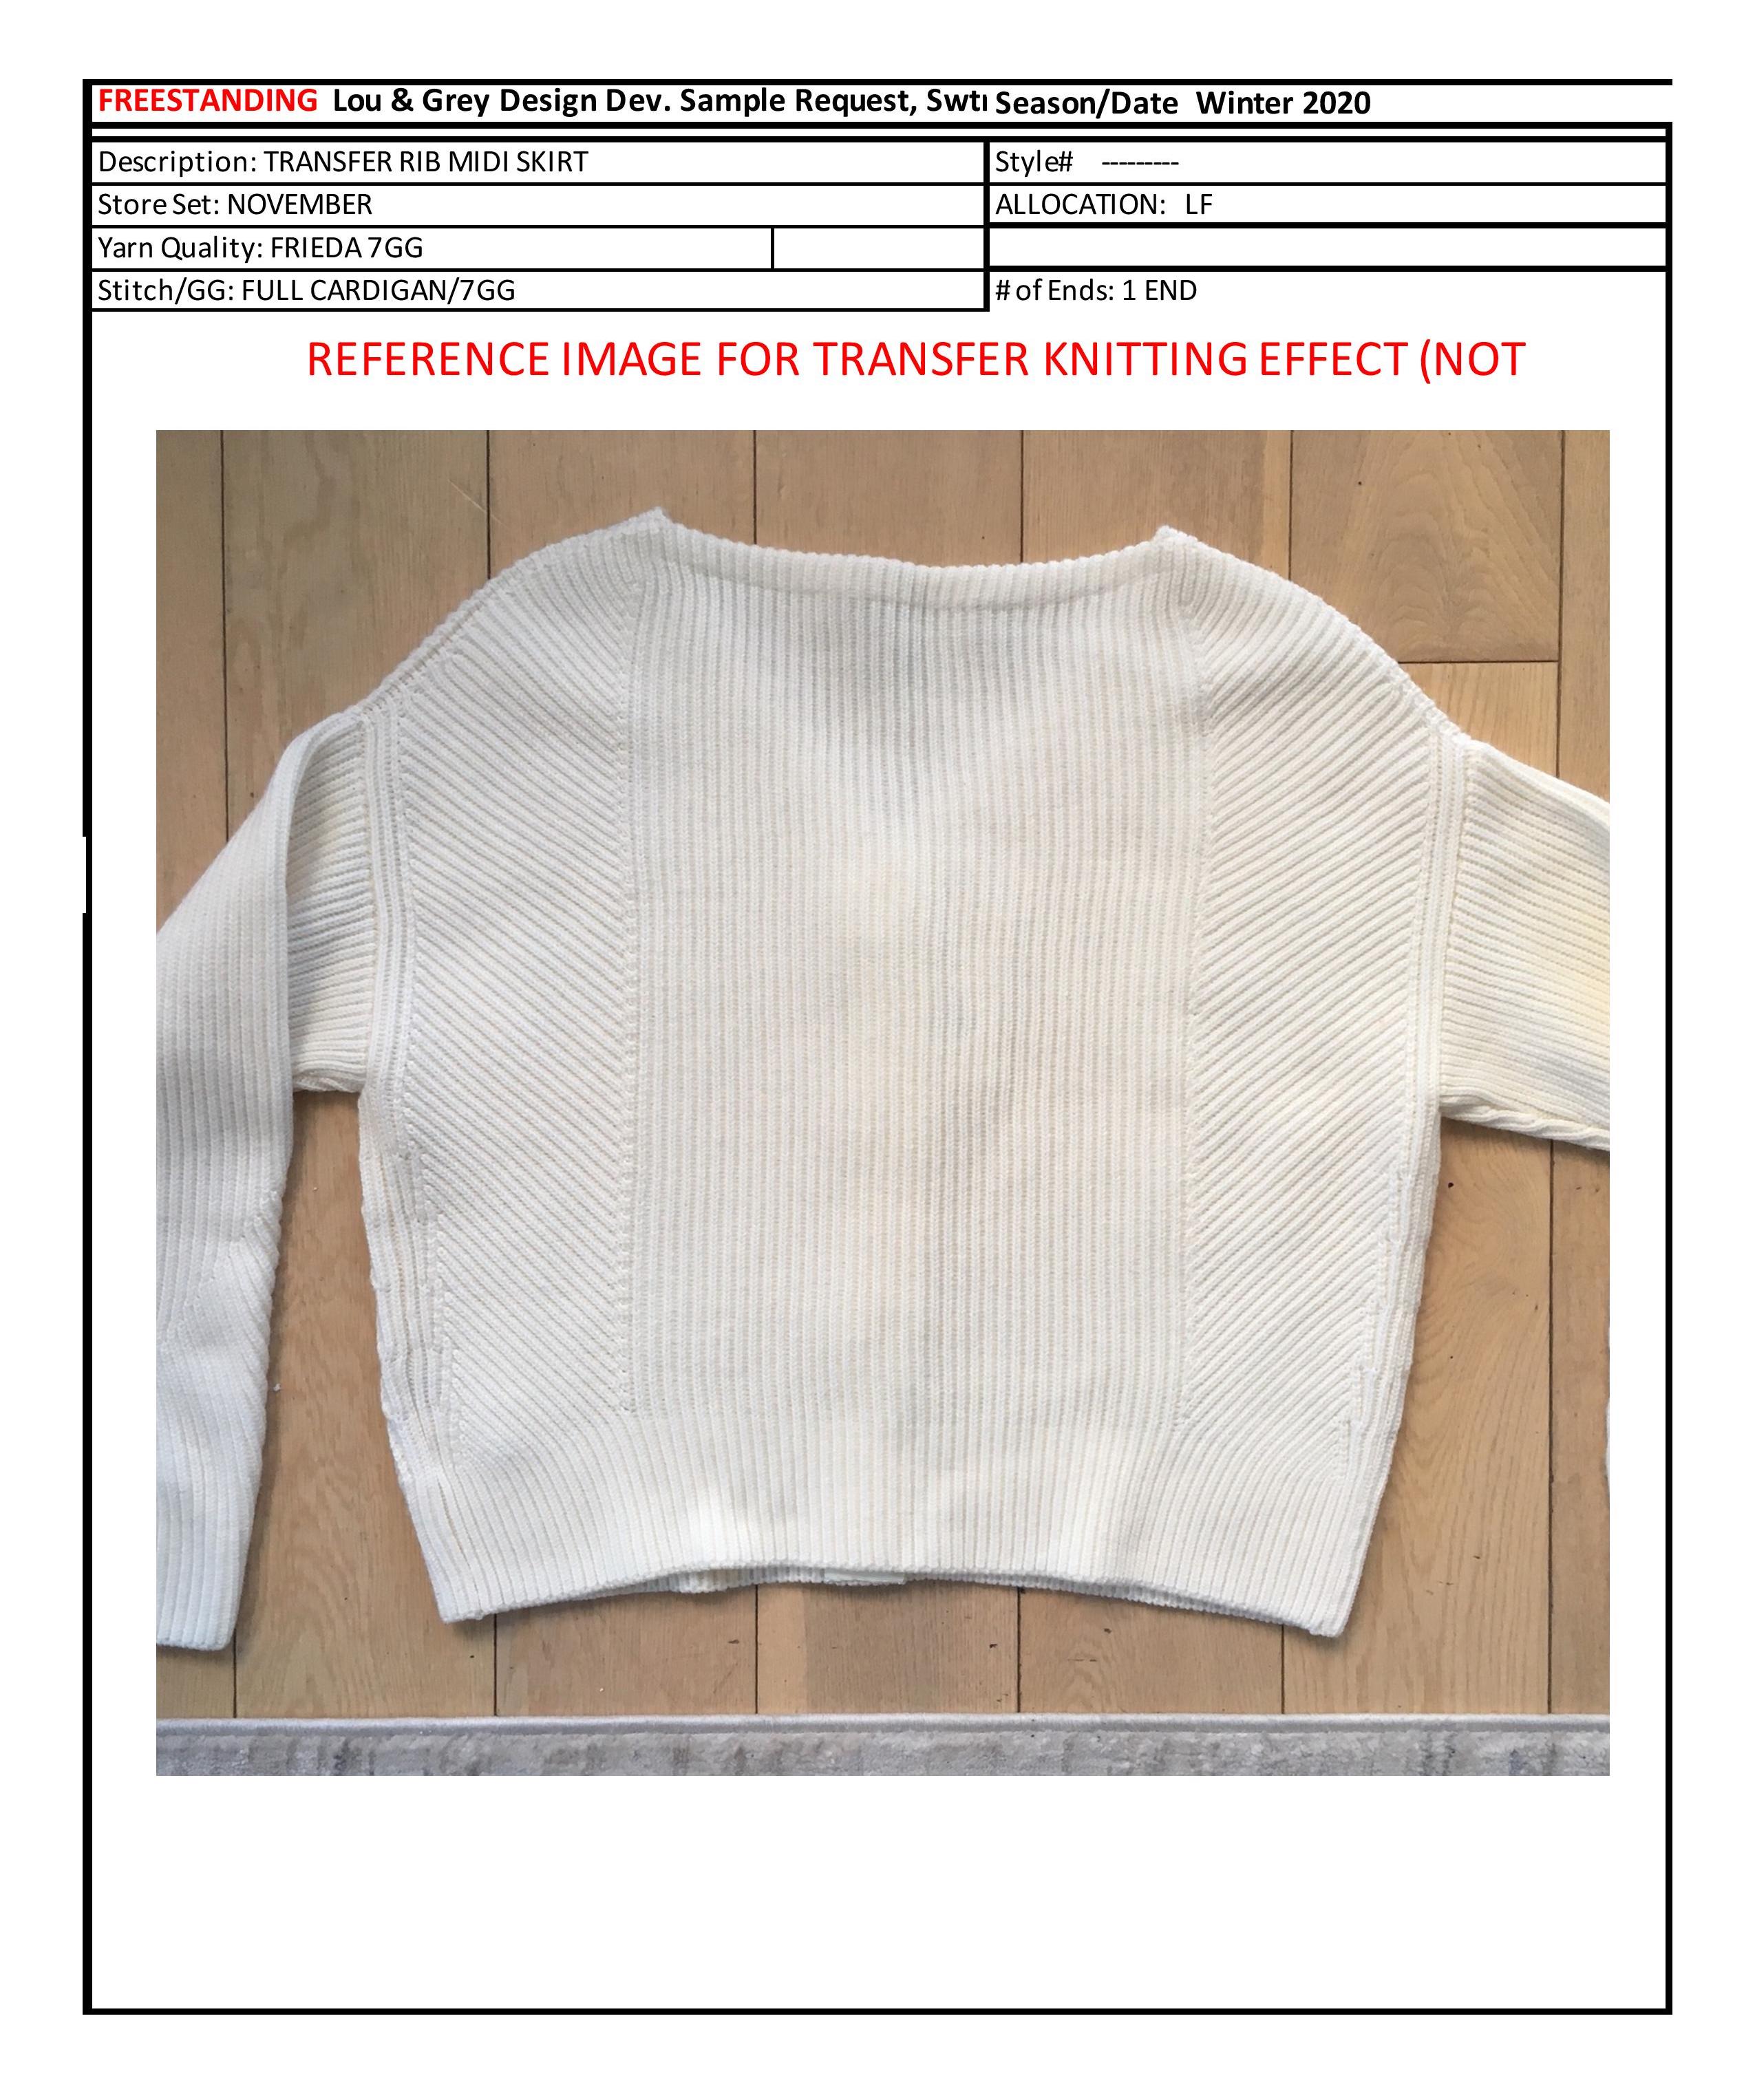 FREESTANDING Lou & Grey Design Dev. Sample Request, Swtr Season/Date Winter 2020
Description: TRANSFER RIB MIDI SKIRT Style# ---------
Store Set: NOVEMBER ALLOCATION: LF
Yarn Quality: FRIEDA 7GG
Stitch/GG: FULL CARDIGAN/7GG # of Ends: 1 END
REFERENCE IMAGE FOR TRANSFER KNITTING EFFECT (NOT